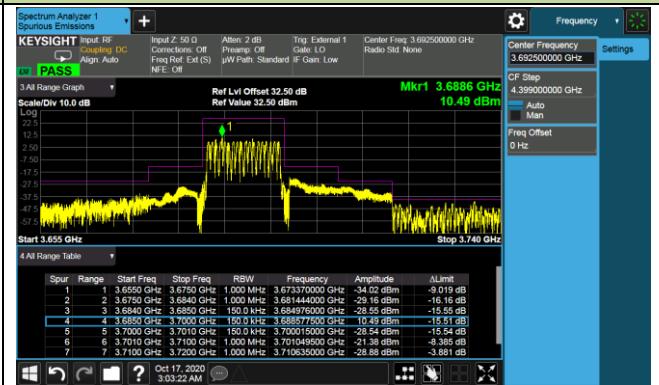 Spectrum Analyzer 1
Spurious Emissions
Frequency
KEYSIGHT
Input: RF
Coupling: DC
Align: Auto
Input Z: 50 Ω
Corrections: Off
Freq Ref: Ext (S)
NFE: Off
Atten: 2 dB
Preamp: Off
µW Path: Standard
Trig: External 1
Gate: LO
IF Gain: Low
Center Freq: 3.692500000 GHz
Radio Std: None
PASS
Center Frequency
3.692500000 GHz
Settings
CF Step
4.399000000 GHz
Auto
Man
Freq Offset
0 Hz
3 All Range Graph
Scale/Div 10.0 dB
Ref Lvl Offset 32.50 dB
Ref Value 32.50 dBm
Mkr1 3.6886 GHz
10.49 dBm
Log
22.5
12.5
2.50
-7.50
-17.5
-27.5
-37.5
-47.5
-57.5
1
Start 3.655 GHz
Stop 3.740 GHz
4 All Range Table
Spur Range Start Freq Stop Freq RBW Frequency Amplitude ΔLimit
1 1 3.6550 GHz 3.6750 GHz 1.000 MHz 3.673370000 GHz -34.02 dBm -9.019 dB
2 2 3.6750 GHz 3.6840 GHz 1.000 MHz 3.681444000 GHz -29.16 dBm -16.16 dB
3 3 3.6840 GHz 3.6850 GHz 150.0 kHz 3.684976000 GHz -28.55 dBm -15.55 dB
4 4 3.6850 GHz 3.7000 GHz 150.0 kHz 3.688577500 GHz 10.49 dBm -15.51 dB
5 5 3.7000 GHz 3.7010 GHz 150.0 kHz 3.700015000 GHz -28.54 dBm -15.54 dB
6 6 3.7010 GHz 3.7100 GHz 1.000 MHz 3.701049500 GHz -21.38 dBm -8.385 dB
7 7 3.7100 GHz 3.7200 GHz 1.000 MHz 3.710635000 GHz -28.88 dBm -3.881 dB
Oct 17, 2020
3:03:22 AM